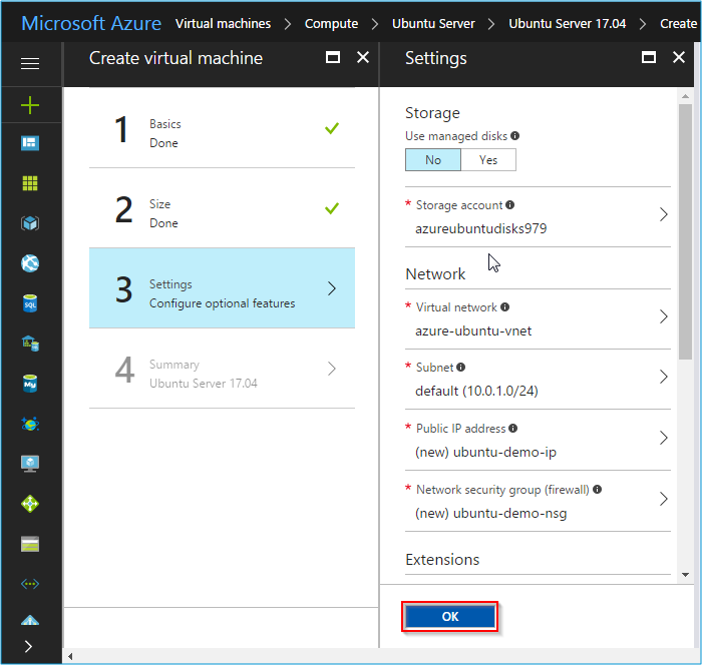 Microsoft Azure Virtual machines > Compute > Ubuntu Server > Ubuntu Server 17.04 > Create
Create virtual machine
1
Basics
Done
2
Size
Done
3
Settings
Configure optional features
4
Summary
Ubuntu Server 17.04
Settings
Storage
Use managed disks
No Yes
* Storage account
azureubuntudisks979
Network
* Virtual network
azure-ubuntu-vnet
* Subnet
default (10.0.1.0/24)
* Public IP address
(new) ubuntu-demo-ip
* Network security group (firewall)
(new) ubuntu-demo-nsg
Extensions
OK
SQL
My